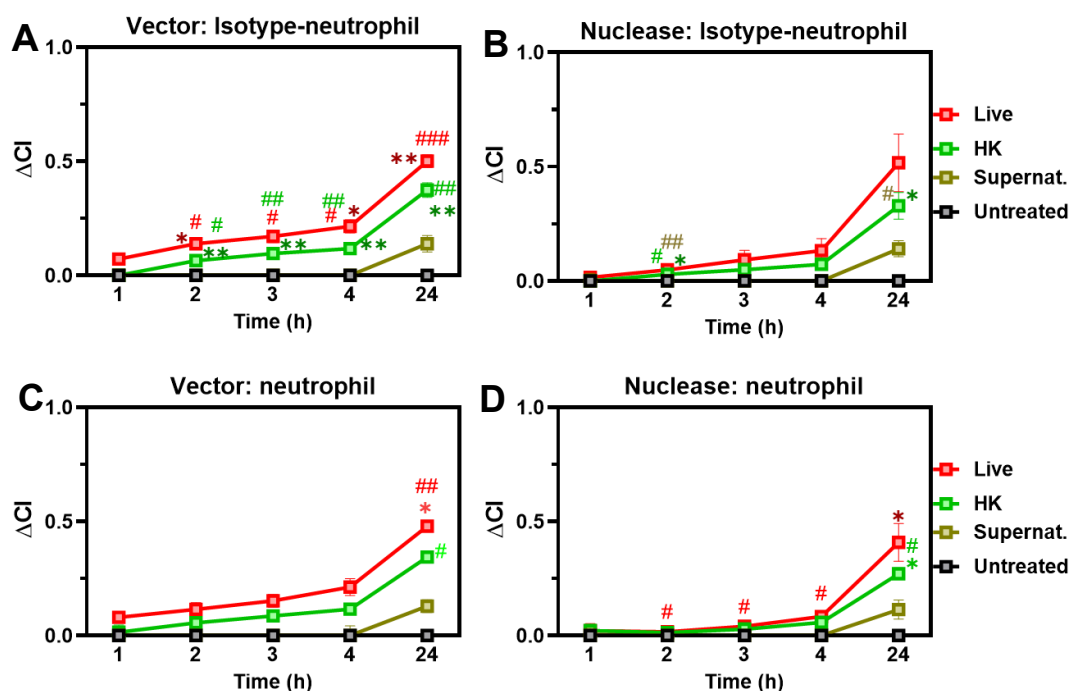 A
Vector: Isotype-neutrophil
1.0
0.5
0.0
ΔCI
###
**
##
**
##
#
**
##
#
*
**
#
#
*
**
1 2 3 4 24
Time (h)
B
Nuclease: Isotype-neutrophil
1.0
0.5
0.0
ΔCI
#
*
##
#
*
1 2 3 4 24
Time (h)
Live
HK
Supernat.
Untreated
C
Vector: neutrophil
1.0
0.5
0.0
ΔCI
##
*
#
1 2 3 4 24
Time (h)
D
Nuclease: neutrophil
1.0
0.5
0.0
ΔCI
*
#
*
#
#
#
1 2 3 4 24
Time (h)
Live
HK
Supernat.
Untreated